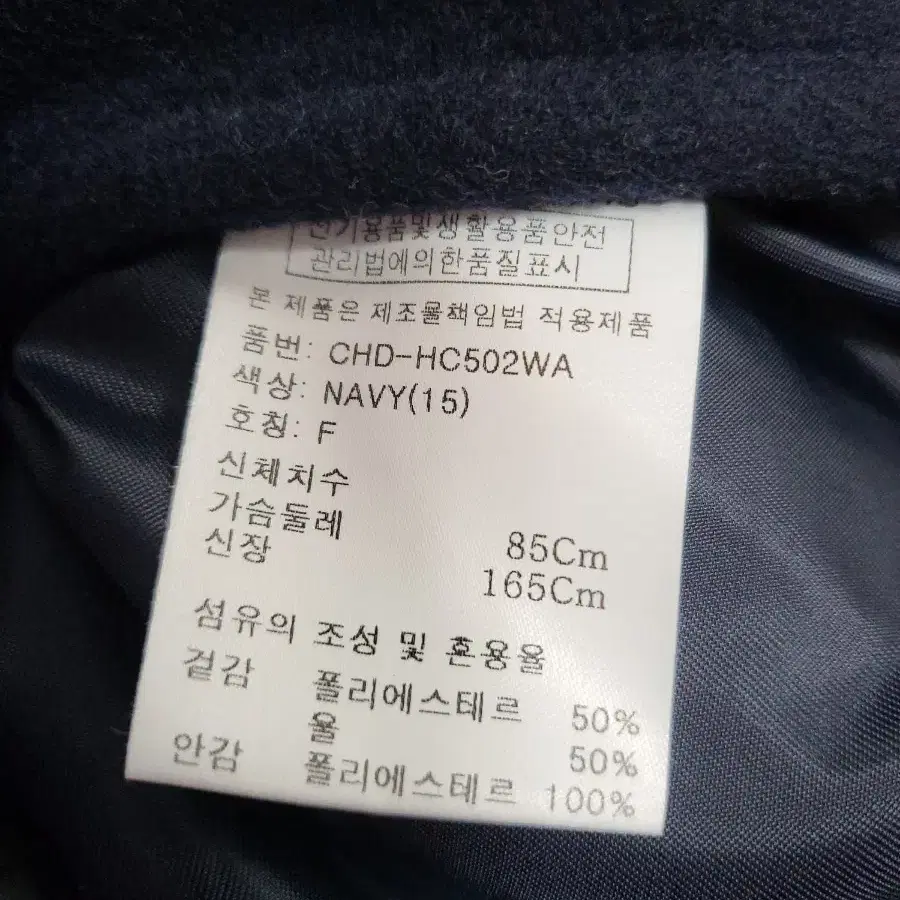 전기용품및생활용품안전
관리법에의한품질표시
본 제품은 제조물책임법 적용제품
품번: CHD-HC502WA
색상: NAVY(15)
호칭: F
신체치수
가슴둘레 85Cm
신장 165Cm
섬유의 조성 및 혼용율
겉감 폴리에스테르 50%
울 50%
안감 폴리에스테르 100%